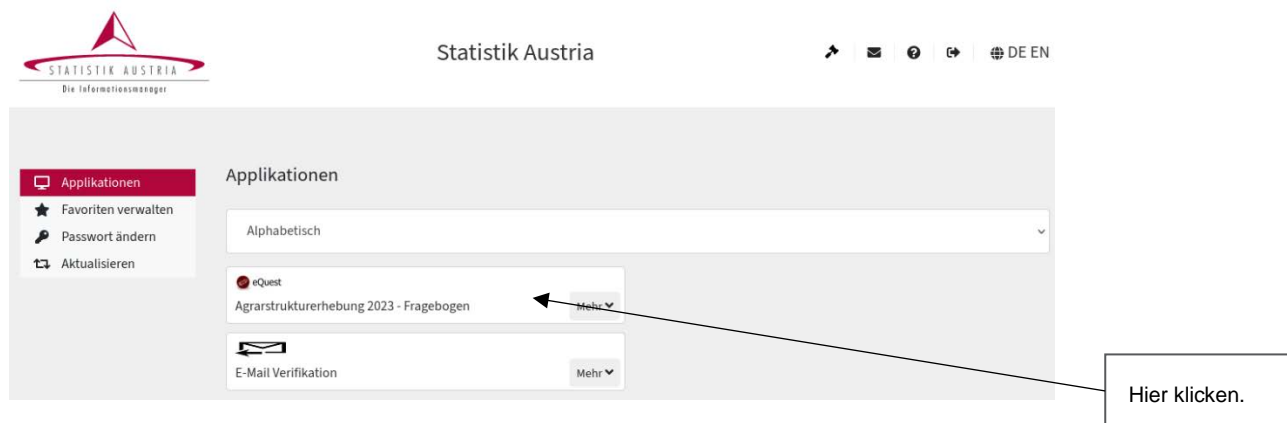 STATISTIK AUSTRIA
Die Informationsmanager
Statistik Austria
DE EN
Applikationen
Favoriten verwalten
Passwort ändern
Aktualisieren
Applikationen
Alphabetisch
eQuest
Agrarstrukturerhebung 2023 - Fragebogen
Mehr
E-Mail Verifikation
Mehr
Hier klicken.